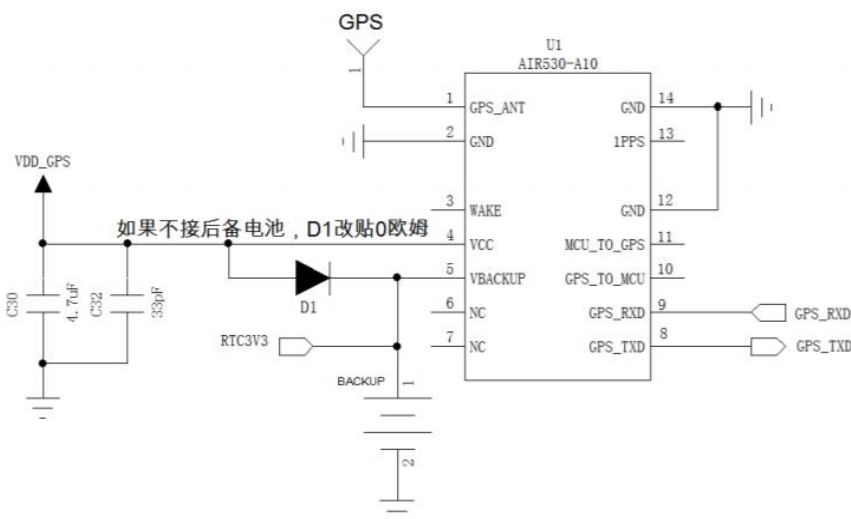 GPS
1
U1
AIR530-A10
VDD_GPS
如果不接后备电池，D1改贴0欧姆
C30
4.7uF
C32
33pF
D1
RTC3V3
BACKUP
1
2
1 GPS_ANT
2 GND
3 WAKE
4 VCC
5 VBACKUP
6 NC
7 NC
GND 14
1PPS 13
GND 12
MCU_TO_GPS 11
GPS_TO_MCU 10
GPS_RXD 9 GPS_RXD
GPS_TXD 8 GPS_TXD